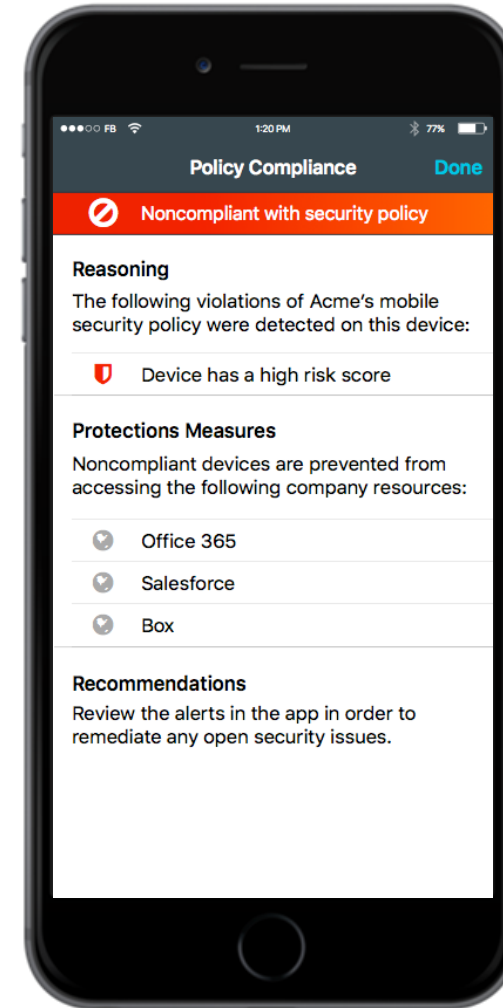 FB 1:20 PM 77%
Policy Compliance Done
Noncompliant with security policy
Reasoning
The following violations of Acme's mobile
security policy were detected on this device:
Device has a high risk score
Protections Measures
Noncompliant devices are prevented from
accessing the following company resources:
Office 365
Salesforce
Box
Recommendations
Review the alerts in the app in order to
remediate any open security issues.